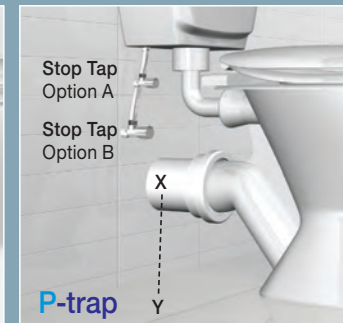 Stop Tap
Option A
Stop Tap
Option B
X
P-trap
Y